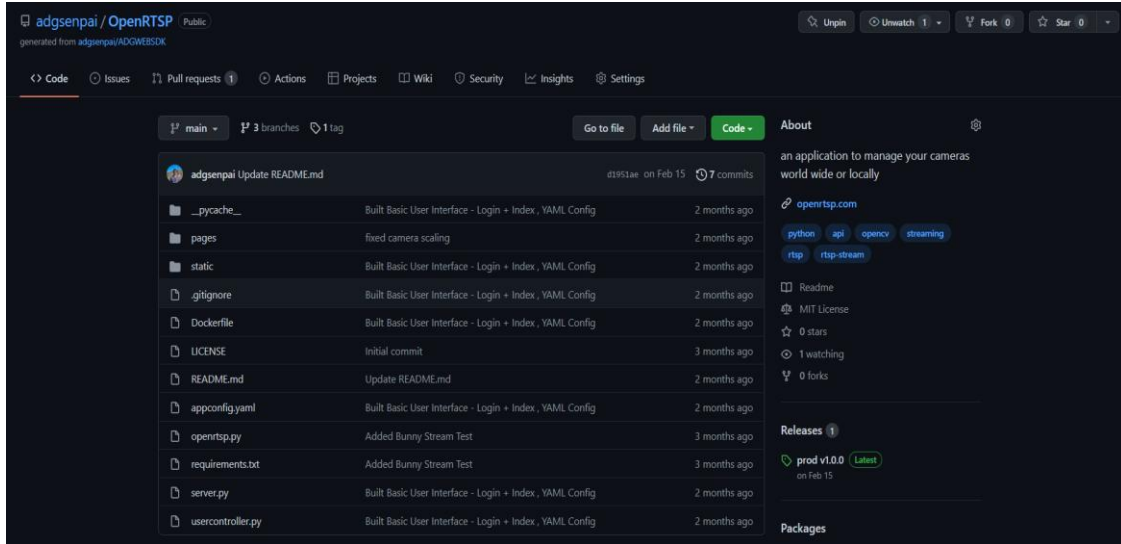 adgsenpai / OpenRTSP Public
generated from adgsenpai/ADGWEBSDK
Unpin Unwatch 1 Fork 0 Star 0
<> Code Issues Pull requests 1 Actions Projects Wiki Security Insights Settings
main 3 branches 1 tag Go to file Add file Code
adgsenpai Update README.md d1951ae on Feb 15 7 commits
__pycache__ Built Basic User Interface - Login + Index , YAML Config 2 months ago
pages fixed camera scaling 2 months ago
static Built Basic User Interface - Login + Index , YAML Config 2 months ago
.gitignore Built Basic User Interface - Login + Index , YAML Config 2 months ago
Dockerfile Built Basic User Interface - Login + Index , YAML Config 2 months ago
LICENSE Initial commit 3 months ago
README.md Update README.md 2 months ago
appconfig.yaml Built Basic User Interface - Login + Index , YAML Config 2 months ago
openrtsp.py Added Bunny Stream Test 3 months ago
requirements.txt Added Bunny Stream Test 3 months ago
server.py Built Basic User Interface - Login + Index , YAML Config 2 months ago
usercontroller.py Built Basic User Interface - Login + Index , YAML Config 2 months ago
About
an application to manage your cameras
world wide or locally
openrtsp.com
python api opencv streaming
rtsp rtsp-stream
Readme
MIT License
0 stars
1 watching
0 forks
Releases 1
prod v1.0.0 Latest
on Feb 15
Packages